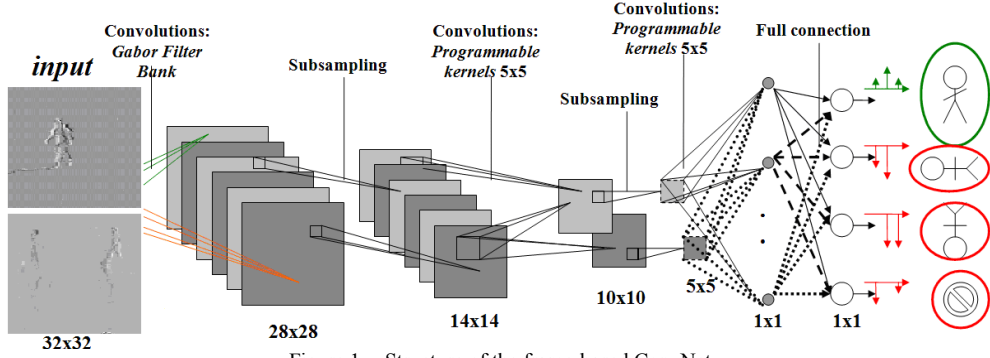 Convolutions:
Gabor Filter
Bank
input
Subsampling
Convolutions:
Programmable
kernels 5x5
Subsampling
Convolutions:
Programmable
kernels 5x5
Full connection
32x32
28x28
14x14
10x10
5x5
1x1
1x1